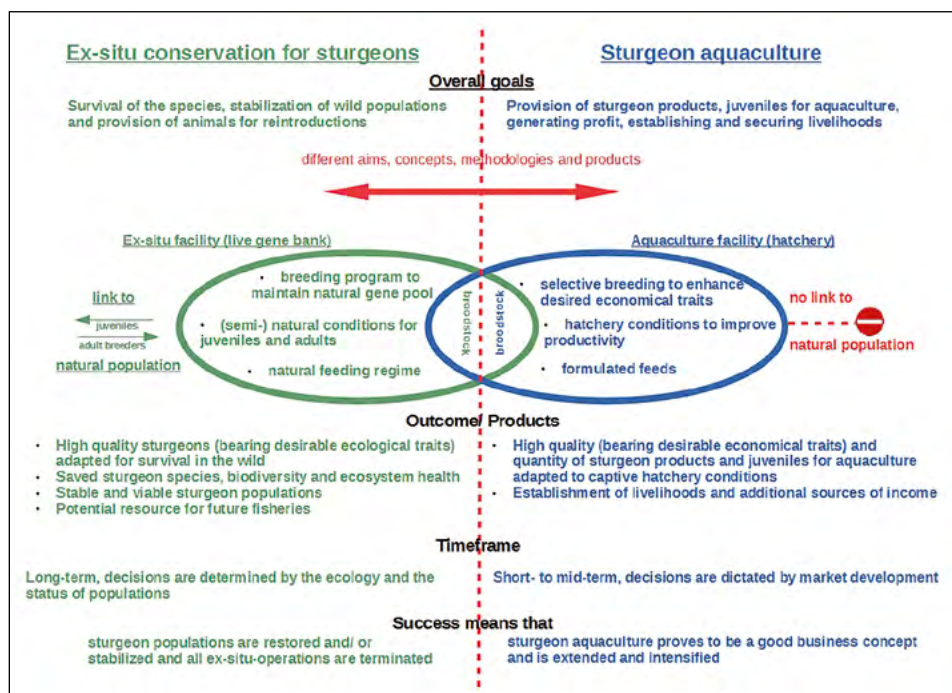 Ex-situ conservation for sturgeons
Sturgeon aquaculture
Overall goals
Survival of the species, stabilization of wild populations
and provision of animals for reintroductions
Provision of sturgeon products, juveniles for aquaculture,
generating profit, establishing and securing livelihoods
different aims, concepts, methodologies and products
Ex-situ facility (live gene bank)
Aquaculture facility (hatchery)
link to
juveniles
adult breeders
natural population
• breeding program to
maintain natural gene pool
• (semi-) natural conditions for
juveniles and adults
• natural feeding regime
broodstock
broodstock
• selective breeding to enhance
desired economical traits
• hatchery conditions to improve
productivity
• formulated feeds
no link to
natural population
Outcome/ Products
• High quality sturgeons (bearing desirable ecological traits)
adapted for survival in the wild
• Saved sturgeon species, biodiversity and ecosystem health
• Stable and viable sturgeon populations
• Potential resource for future fisheries
• High quality (bearing desirable economical traits) and
quantity of sturgeon products and juveniles for aquaculture
adapted to captive hatchery conditions
• Establishment of livelihoods and additional sources of income
Timeframe
Long-term, decisions are determined by the ecology and the
status of populations
Short- to mid-term, decisions are dictated by market development
Success means that
sturgeon populations are restored and/ or
stabilized and all ex-situ-operations are terminated
sturgeon aquaculture proves to be a good business concept
and is extended and intensified